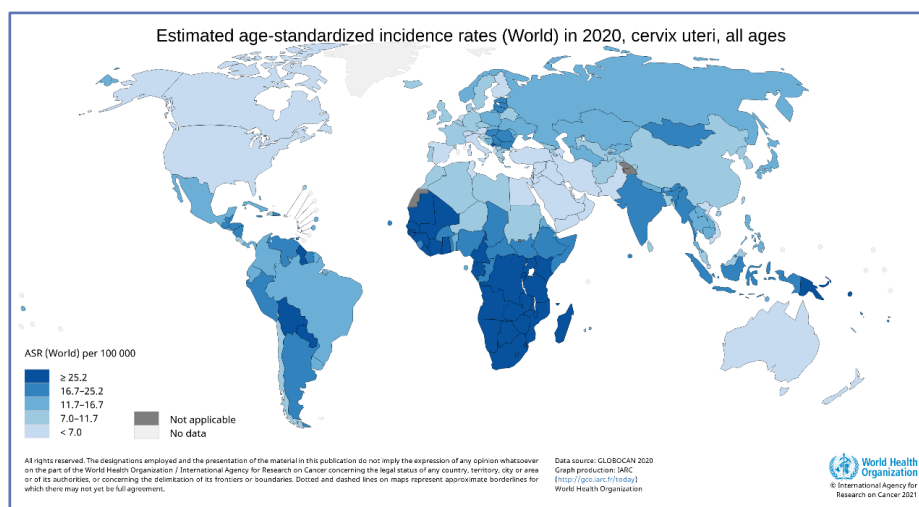 Estimated age-standardized incidence rates (World) in 2020, cervix uteri, all ages
ASR (World) per 100 000
≥ 25.2
16.7–25.2
11.7–16.7
7.0–11.7
< 7.0
Not applicable
No data
All rights reserved. The designations employed and the presentation of the material in this publication do not imply the expression of any opinion whatsoever
on the part of the World Health Organization / International Agency for Research on Cancer concerning the legal status of any country, territory, city or area
or of its authorities, or concerning the delimitation of its frontiers or boundaries. Dotted and dashed lines on maps represent approximate borderlines for
which there may not yet be full agreement.
Data source: GLOBOCAN 2020
Graph production: IARC
(http://gco.iarc.fr/today)
World Health Organization
World Health
Organization
© International Agency for
Research on Cancer 2021